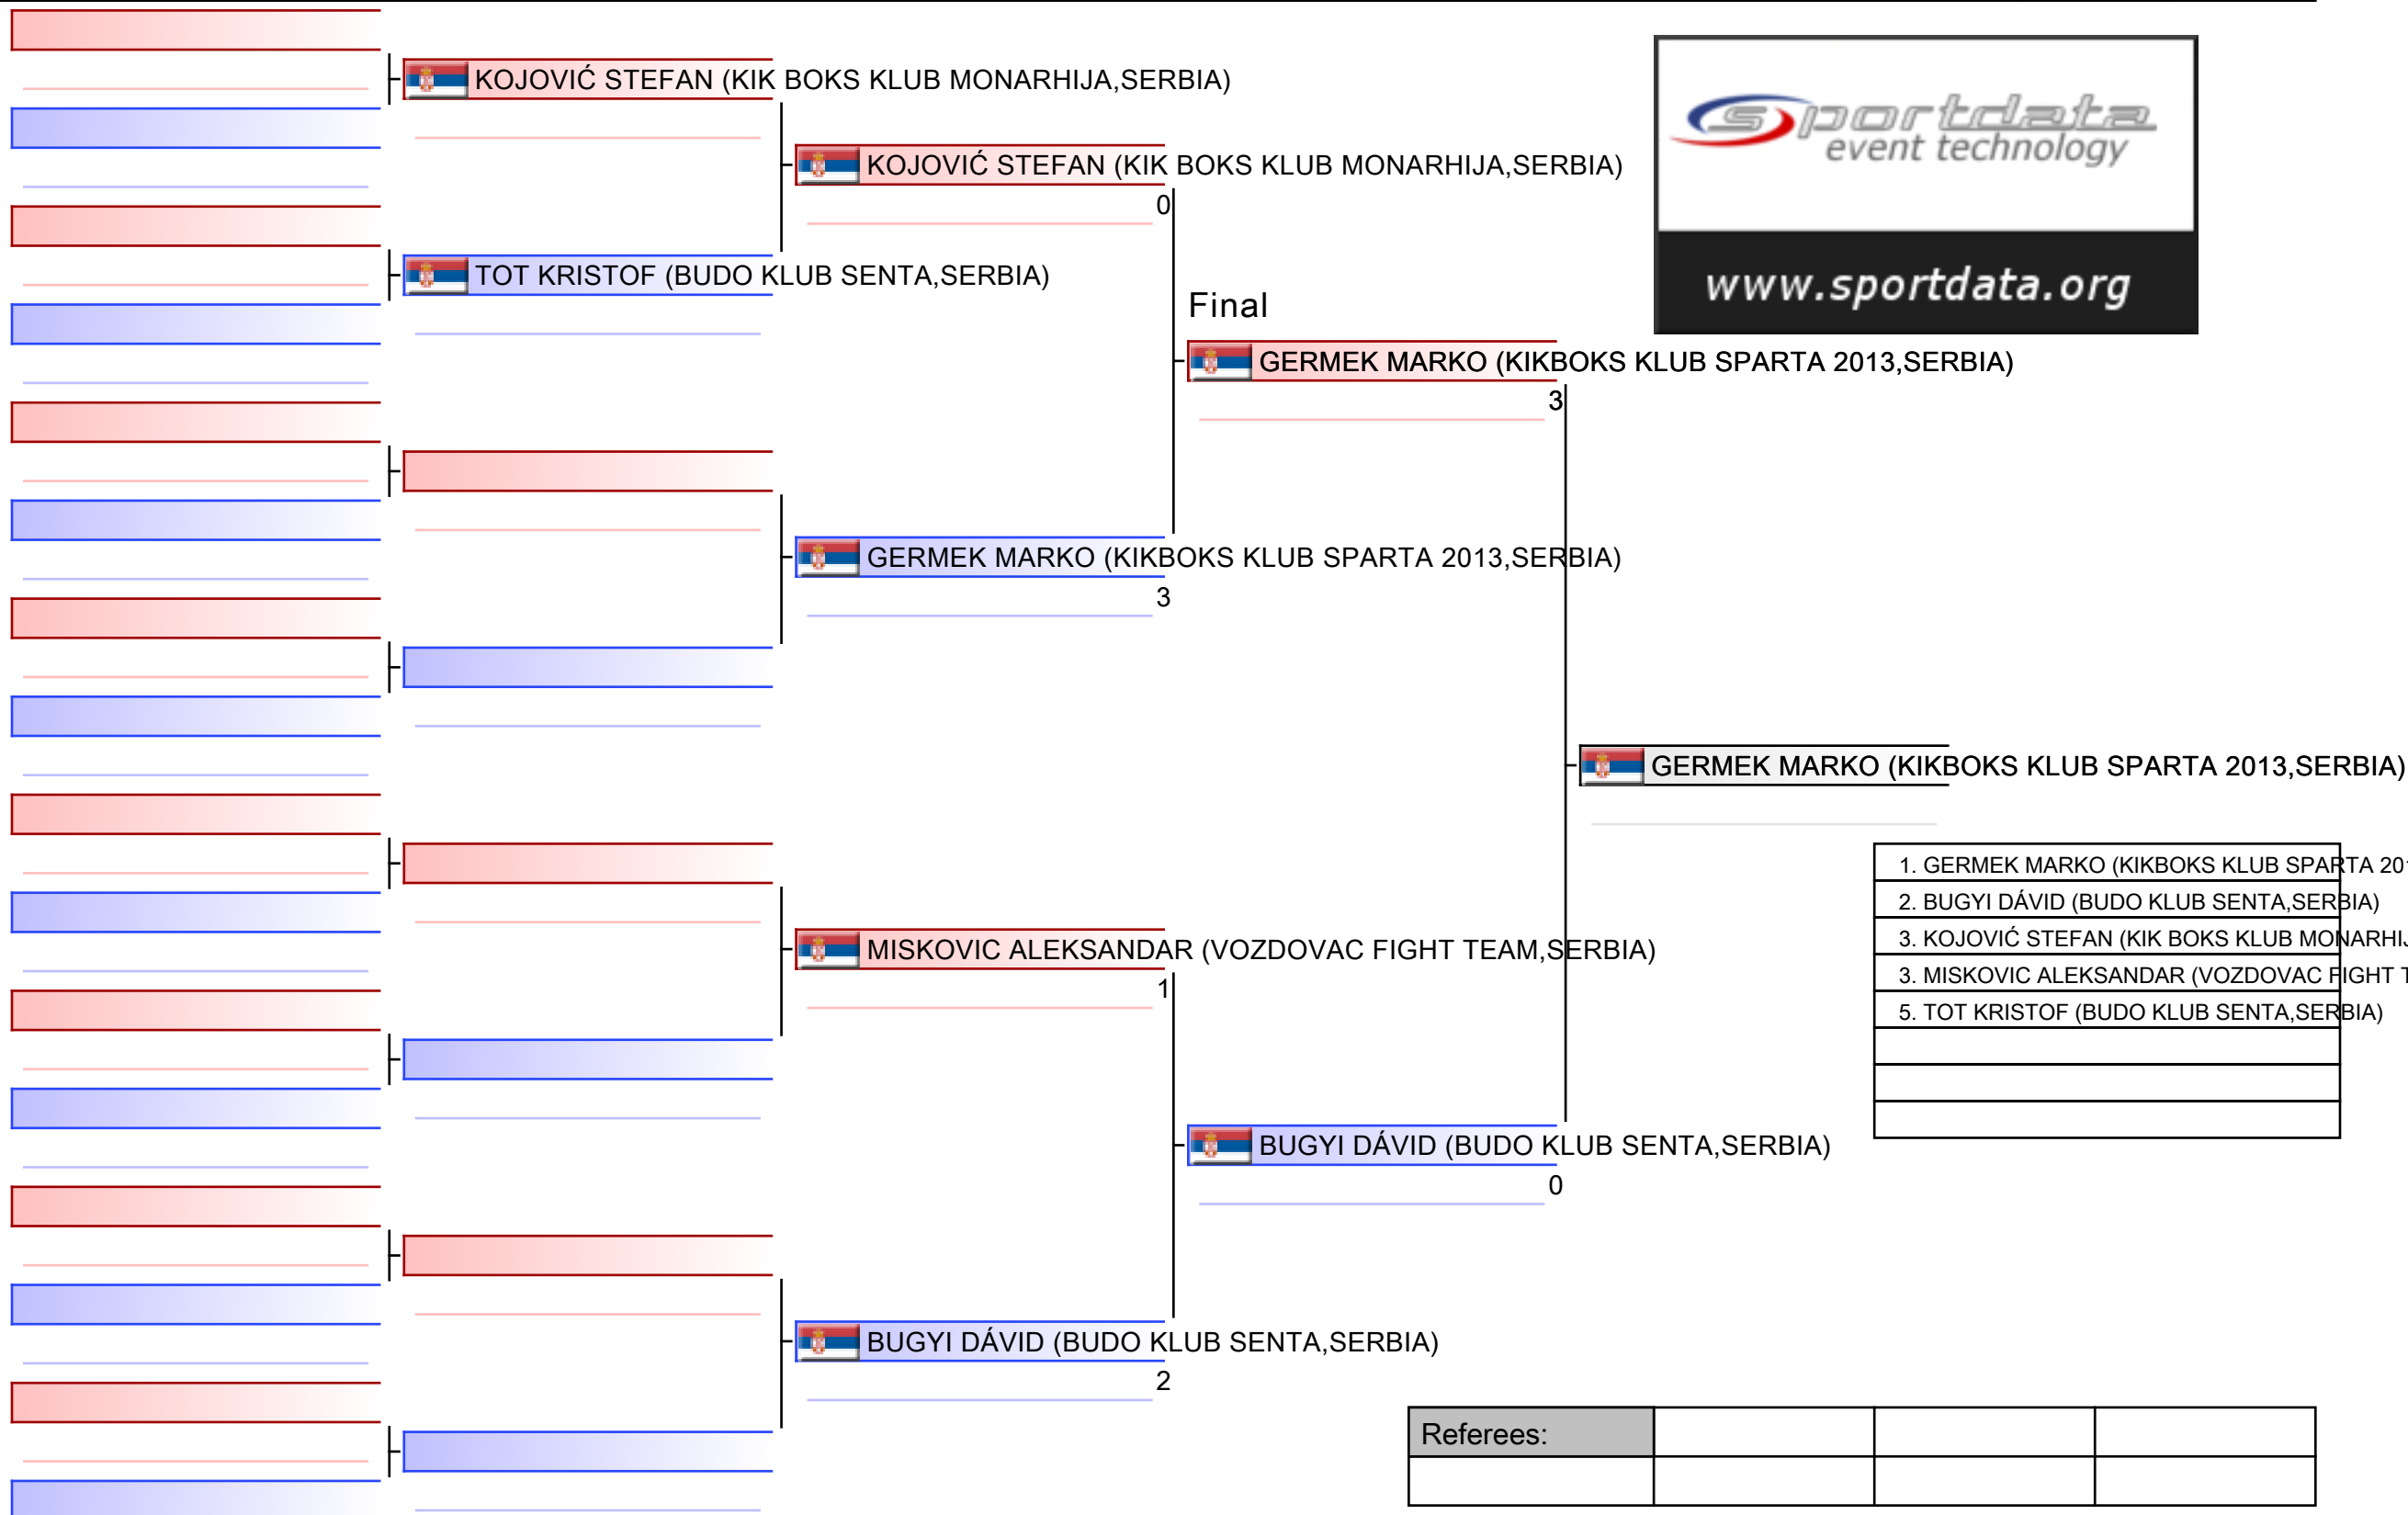 KOJOVIĆ STEFAN (KIK BOKS KLUB MONARHIJA,SERBIA)
KOJOVIĆ STEFAN (KIK BOKS KLUB MONARHIJA,SERBIA)
0
TOT KRISTOF (BUDO KLUB SENTA,SERBIA)
sportdata
event technology
www.sportdata.org
Final
GERMEK MARKO (KIKBOKS KLUB SPARTA 2013,SERBIA)
3
GERMEK MARKO (KIKBOKS KLUB SPARTA 2013,SERBIA)
3
GERMEK MARKO (KIKBOKS KLUB SPARTA 2013,SERBIA)
1. GERMEK MARKO (KIKBOKS KLUB SPARTA 201
2. BUGYI DÁVID (BUDO KLUB SENTA,SERBIA)
3. KOJOVIĆ STEFAN (KIK BOKS KLUB MONARHIJ
3. MISKOVIC ALEKSANDAR (VOZDOVAC FIGHT T
5. TOT KRISTOF (BUDO KLUB SENTA,SERBIA)
MISKOVIC ALEKSANDAR (VOZDOVAC FIGHT TEAM,SERBIA)
1
BUGYI DÁVID (BUDO KLUB SENTA,SERBIA)
0
BUGYI DÁVID (BUDO KLUB SENTA,SERBIA)
2
Referees: